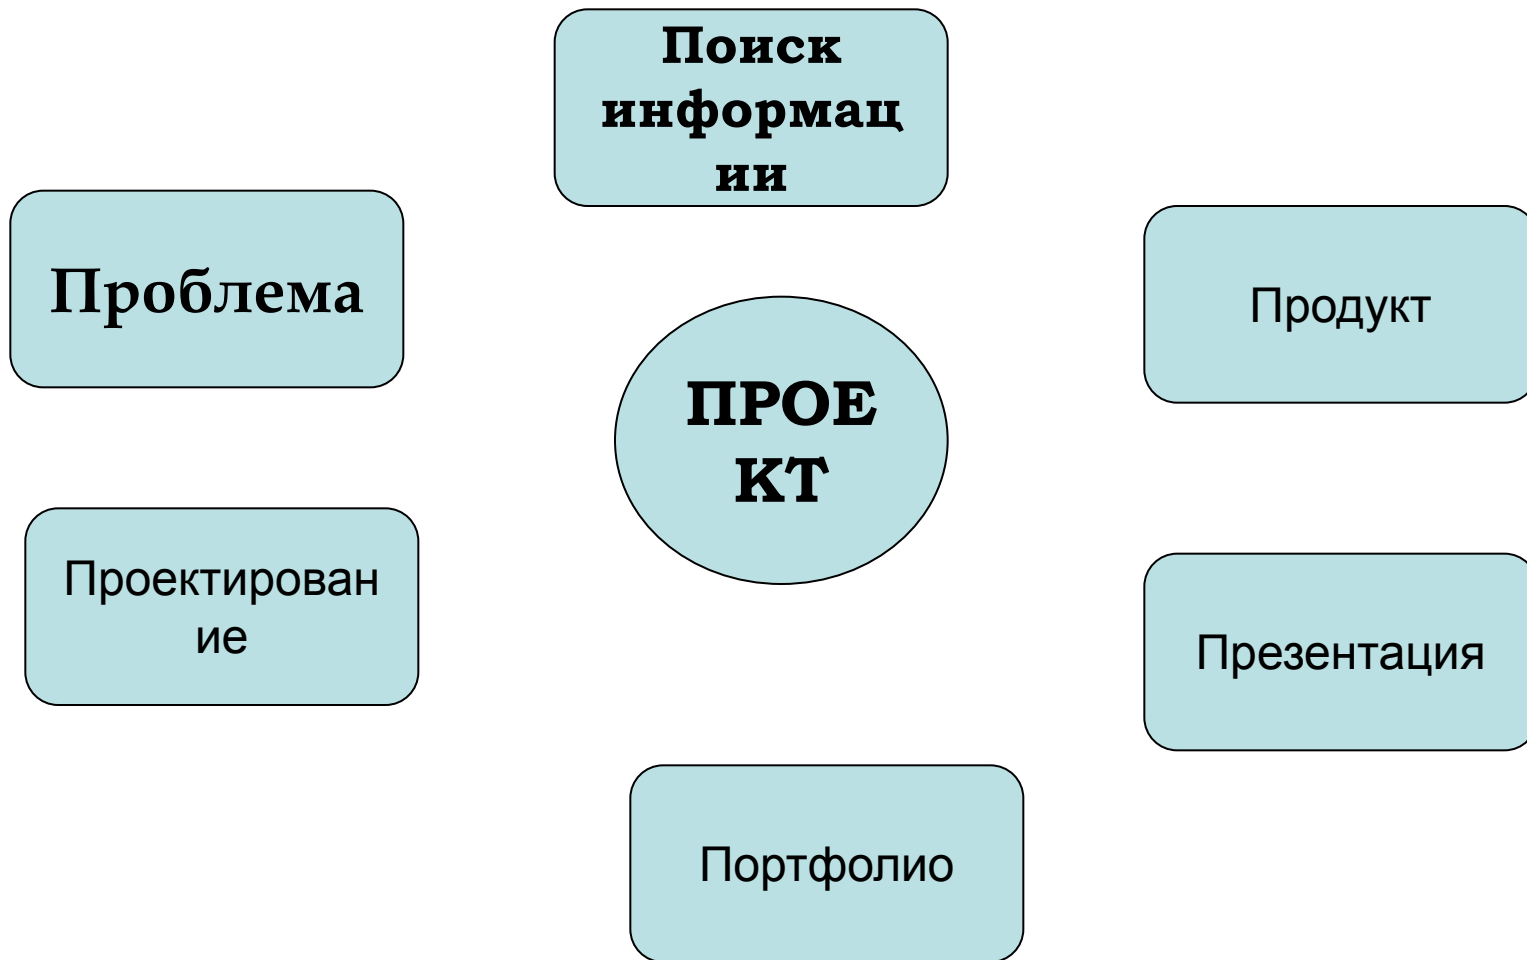 Поиск
информац
ии
Проблема
Продукт
ПРОЕ
КТ
Проектирован
ие
Презентация
Портфолио